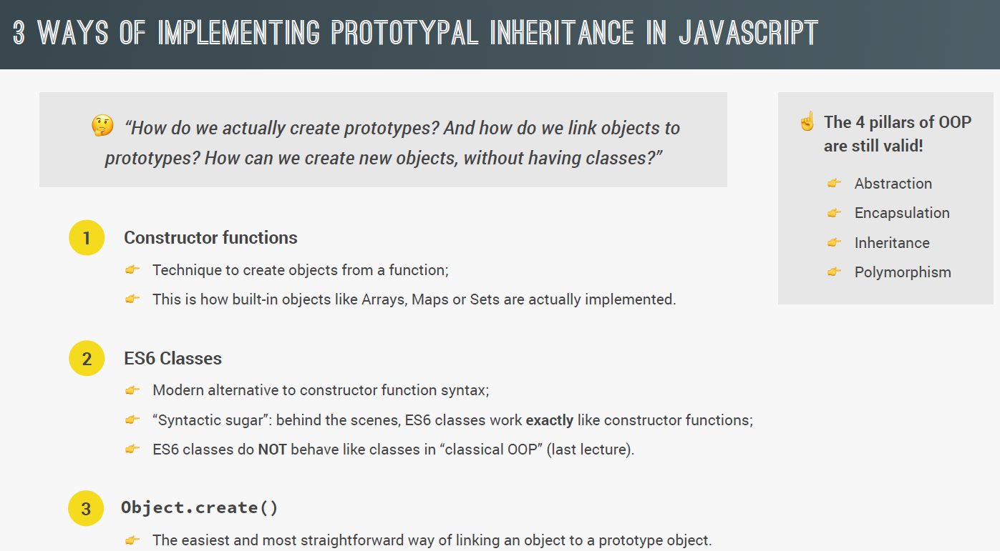 3 WAYS OF IMPLEMENTING PROTOTYPAL INHERITANCE IN JAVASCRIPT
🤔 “How do we actually create prototypes? And how do we link objects to
prototypes? How can we create new objects, without having classes?”
1 Constructor functions
👉 Technique to create objects from a function;
👉 This is how built-in objects like Arrays, Maps or Sets are actually implemented.
2 ES6 Classes
👉 Modern alternative to constructor function syntax;
👉 “Syntactic sugar”: behind the scenes, ES6 classes work exactly like constructor functions;
👉 ES6 classes do NOT behave like classes in “classical OOP” (last lecture).
3 Object.create()
👉 The easiest and most straightforward way of linking an object to a prototype object.
☝️ The 4 pillars of OOP
are still valid!
👉 Abstraction
👉 Encapsulation
👉 Inheritance
👉 Polymorphism